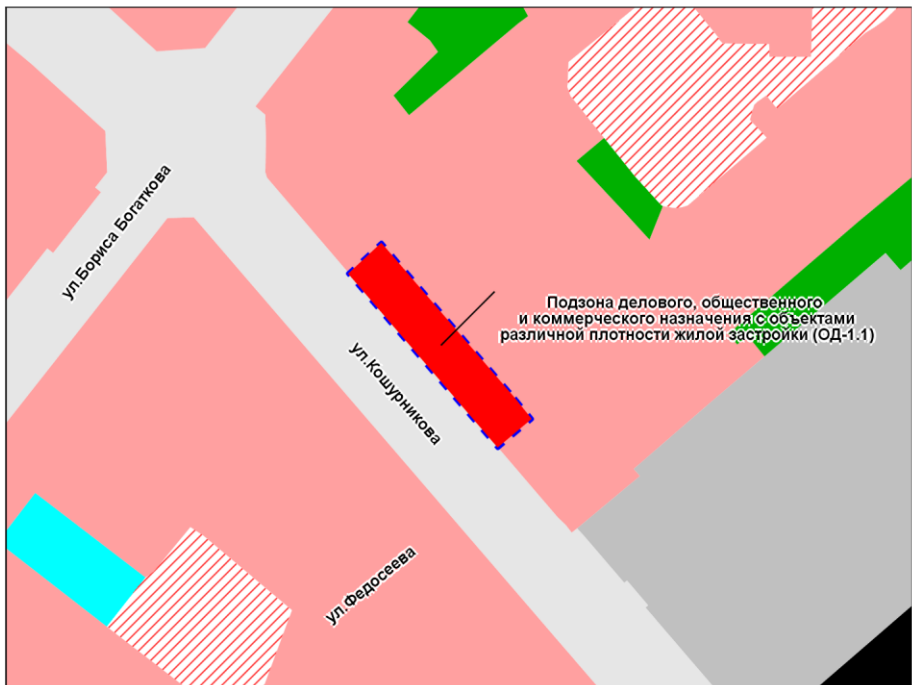 ул.Бориса Богаткова
Подзона делового, общественного
и коммерческого назначения с объектами
различной плотности жилой застройки (ОД-1.1)
ул.Кошурникова
ул.Федосеева